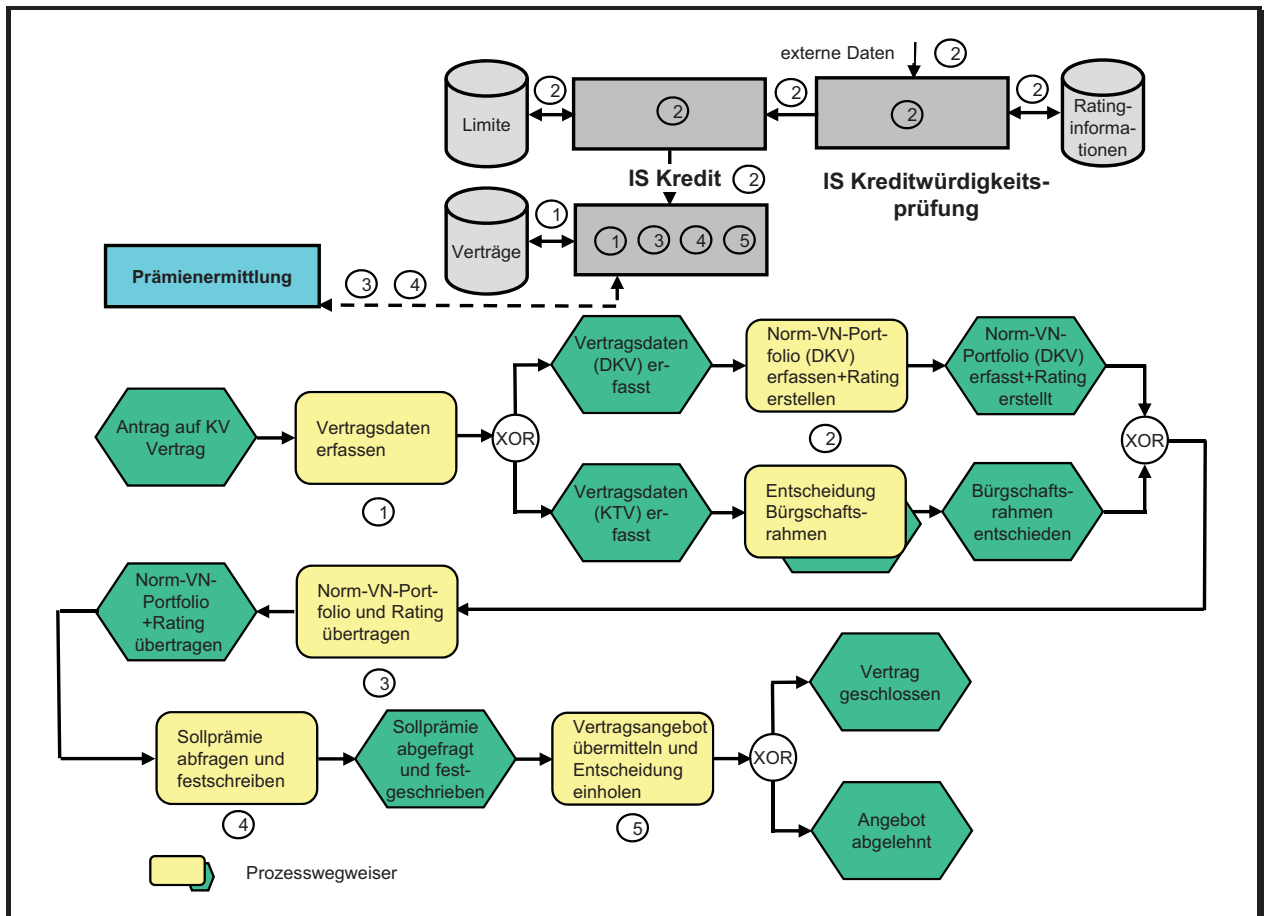 externe Daten
2
2
2
2
2
2
2
Limite
Rating-
informa-
tionen
IS Kredit
2
IS Kreditwürdigkeits-
prüfung
1
Verträge
1
3
4
5
Prämienermittlung
3
4
Vertragsdaten
(DKV) er-
fasst
Norm-VN-Port-
folio (DKV)
erfassen+Rating
erstellen
Norm-VN-
Portfolio (DKV)
erfasst+Rating
erstellt
Antrag auf KV
Vertrag
Vertragsdaten
erfassen
XOR
2
XOR
1
Vertragsdaten
(KTV) er-
fasst
Entscheidung
Bürgschafts-
rahmen
Bürgschafts-
rahmen
entschieden
Norm-VN-
Portfolio
+Rating
übertragen
Norm-VN-Port-
folio und Rating
übertragen
3
Vertrag
geschlossen
Sollprämie
abfragen und
festschreiben
4
Sollprämie
abgefragt
und fest-
geschrieben
Vertragsangebot
übermitteln und
Entscheidung
einholen
5
XOR
Angebot
abgelehnt
Prozesswegweiser